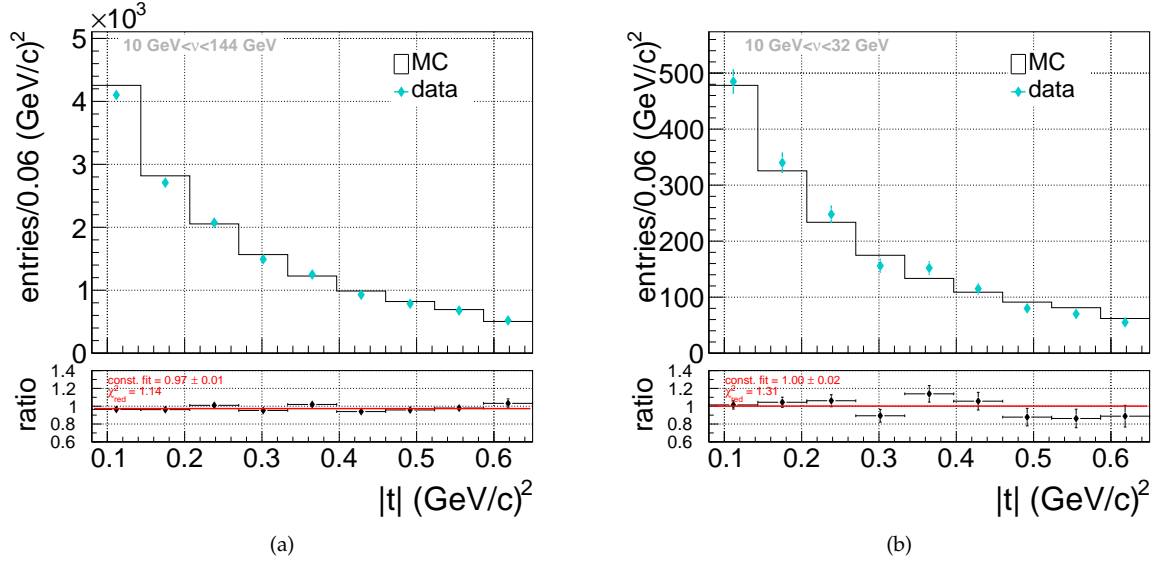 ×10³
10 GeV<ν<144 GeV
MC
data
entries/0.06 (GeV/c)²
5
4
3
2
1
0
const. fit = 0.97 ± 0.01
χ²red = 1.14
ratio
1.4
1.2
1
0.8
0.6
0.1 0.2 0.3 0.4 0.5 0.6
|t| (GeV/c)²
(a)
10 GeV<ν<32 GeV
MC
data
entries/0.06 (GeV/c)²
500
400
300
200
100
0
const. fit = 1.00 ± 0.02
χ²red = 1.31
ratio
1.4
1.2
1
0.8
0.6
0.1 0.2 0.3 0.4 0.5 0.6
|t| (GeV/c)²
(b)